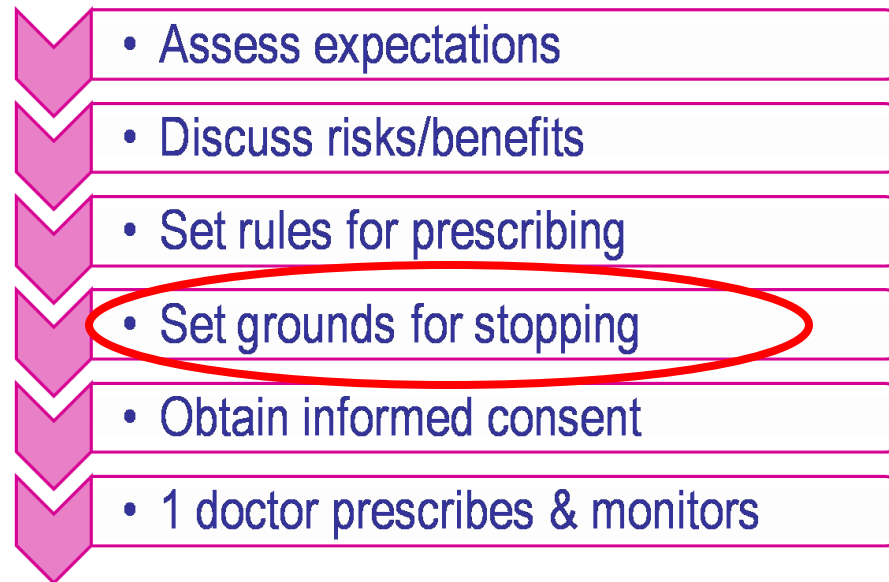 • Assess expectations
• Discuss risks/benefits
• Set rules for prescribing
• Set grounds for stopping
• Obtain informed consent
• 1 doctor prescribes & monitors